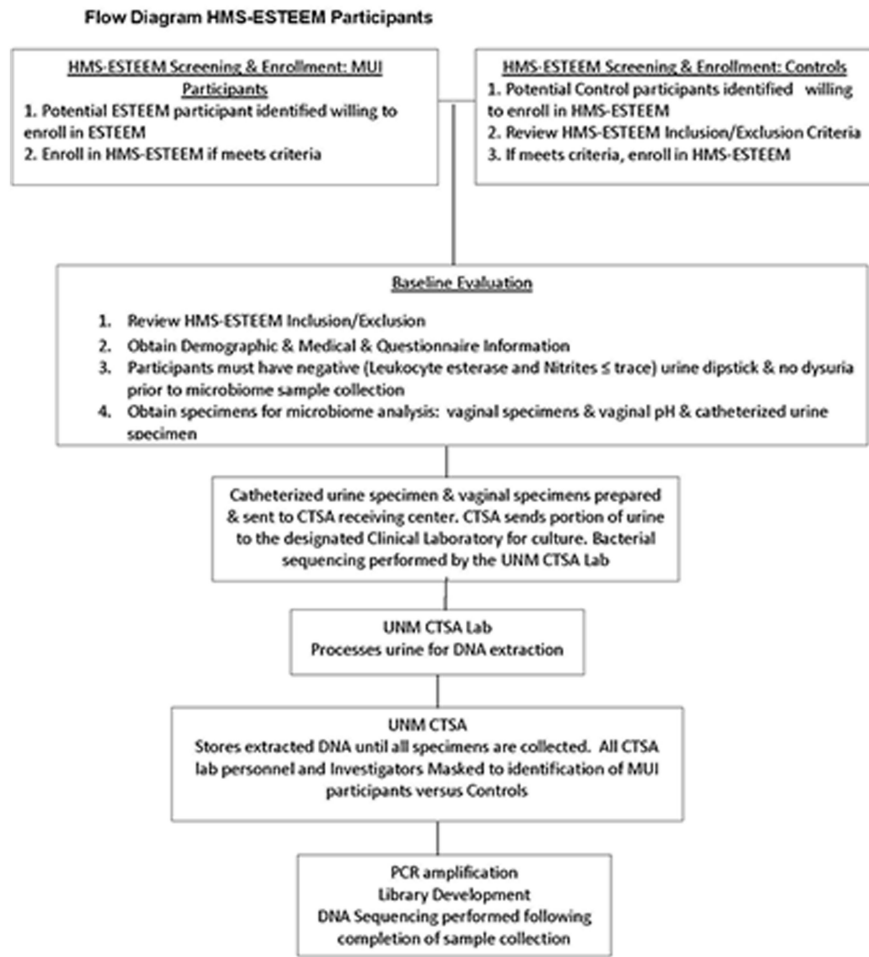 Flow Diagram HMS-ESTEEM Participants
HMS-ESTEEM Screening & Enrollment: MUI
Participants
1. Potential ESTEEM participant identified willing to
enroll in ESTEEM
2. Enroll in HMS-ESTEEM if meets criteria
HMS-ESTEEM Screening & Enrollment: Controls
1. Potential Control participants identified willing
to enroll in HMS-ESTEEM
2. Review HMS-ESTEEM Inclusion/Exclusion Criteria
3. If meets criteria, enroll in HMS-ESTEEM
Baseline Evaluation
1. Review HMS-ESTEEM Inclusion/Exclusion
2. Obtain Demographic & Medical & Questionnaire Information
3. Participants must have negative (Leukocyte esterase and Nitrites ≤ trace) urine dipstick & no dysuria
prior to microbiome sample collection
4. Obtain specimens for microbiome analysis: vaginal specimens & vaginal pH & catheterized urine
specimen
Catheterized urine specimen & vaginal specimens prepared
& sent to CTSA receiving center. CTSA sends portion of urine
to the designated Clinical Laboratory for culture. Bacterial
sequencing performed by the UNM CTSA Lab
UNM CTSA Lab
Processes urine for DNA extraction
UNM CTSA
Stores extracted DNA until all specimens are collected. All CTSA
lab personnel and Investigators Masked to identification of MUI
participants versus Controls
PCR amplification
Library Development
DNA Sequencing performed following
completion of sample collection